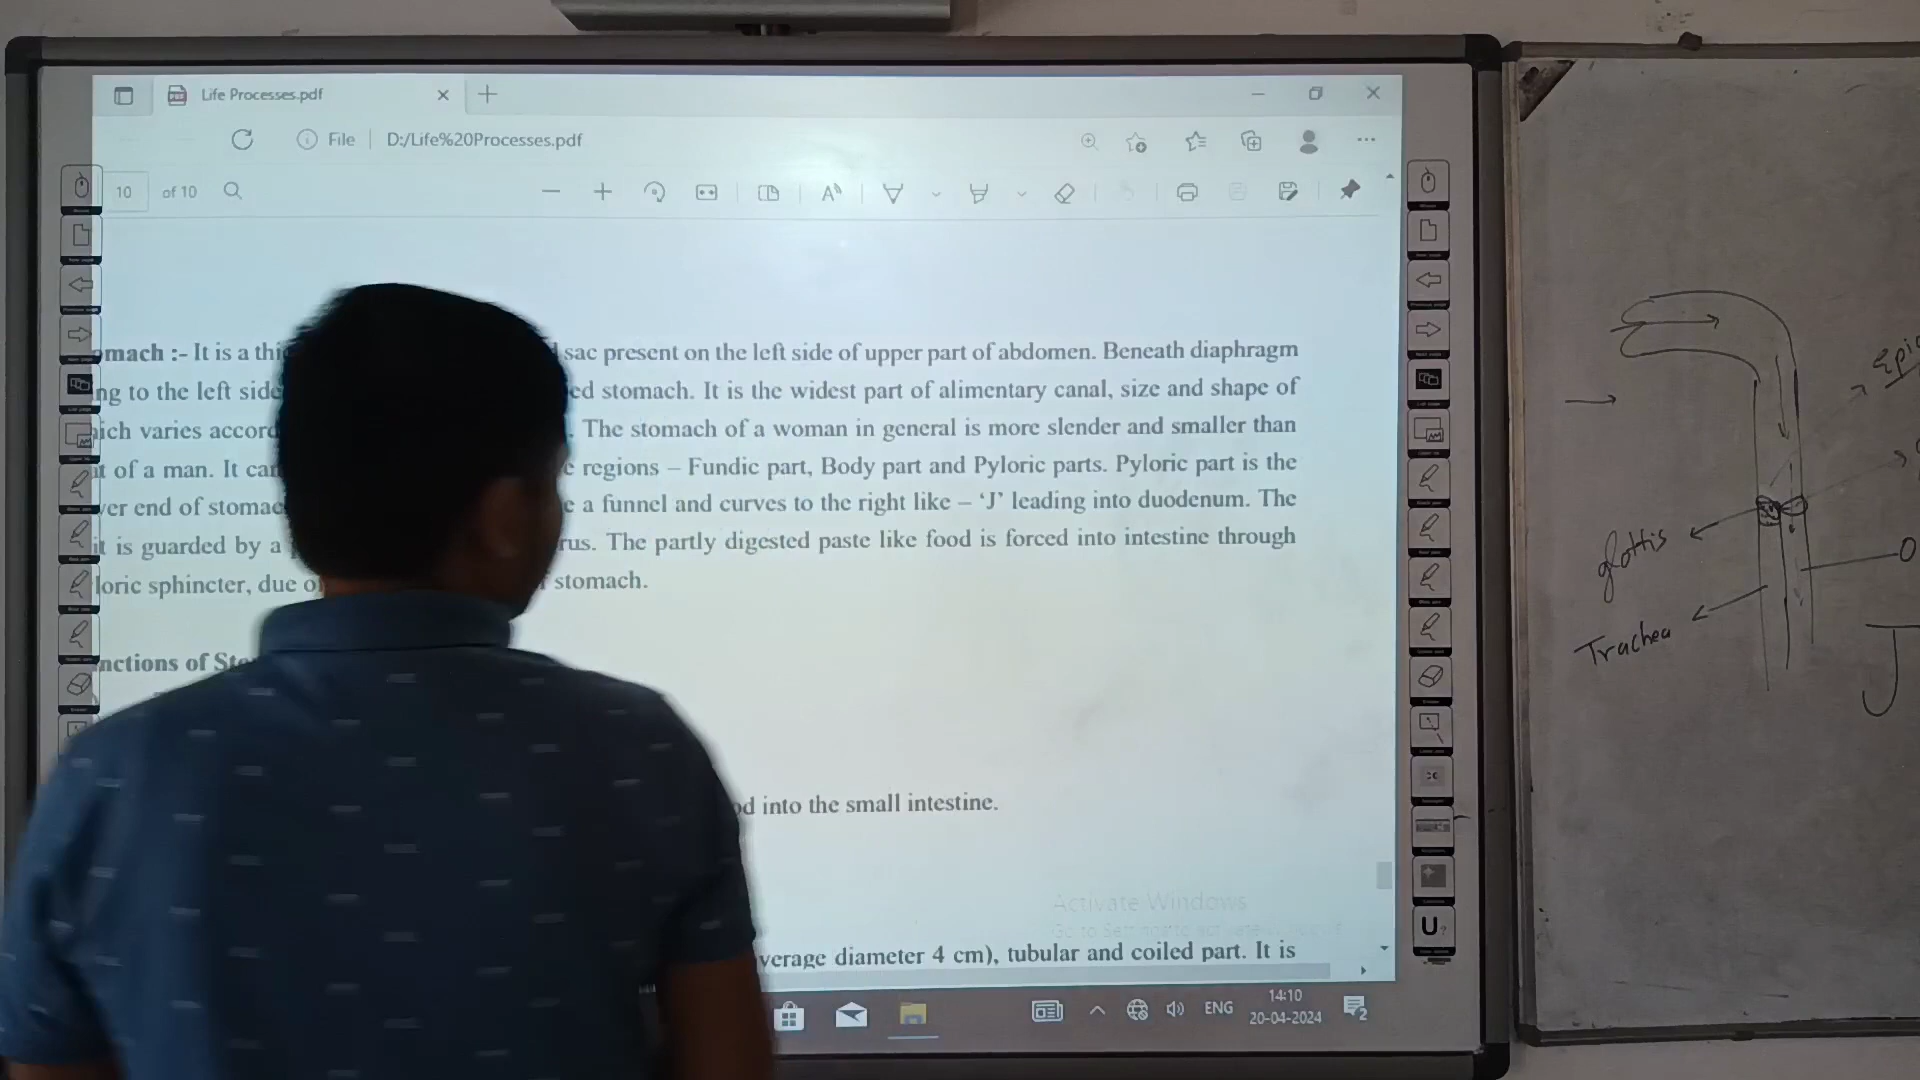 Life Processes.pdf
File D:/Life%20Processes.pdf
10 of 10
omach :- It is a thi sac present on the left side of upper part of abdomen. Beneath diaphragm
ng to the left side ed stomach. It is the widest part of alimentary canal, size and shape of
ich varies accord . The stomach of a woman in general is more slender and smaller than
t of a man. It can e regions – Fundic part, Body part and Pyloric parts. Pyloric part is the
ver end of stomac e a funnel and curves to the right like – ‘J’ leading into duodenum. The
it is guarded by a rus. The partly digested paste like food is forced into intestine through
loric sphincter, due of stomach.
nctions of Sto
od into the small intestine.
Activate Windows
verage diameter 4 cm), tubular and coiled part. It is
ENG
14:10
20-04-2024
2
U?
Epig
glottis
O
Trachea
J